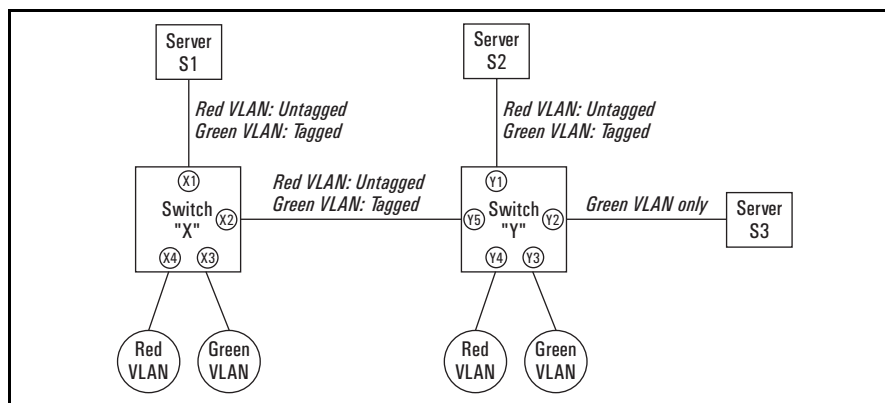 Server
S1
Server
S2
Red VLAN: Untagged
Green VLAN: Tagged
Red VLAN: Untagged
Green VLAN: Tagged
X1
Y1
Red VLAN: Untagged
Green VLAN: Tagged
Green VLAN only
Switch
"X"
X2
Y5
Switch
"Y"
Y2
Server
S3
X4
X3
Y4
Y3
Red
VLAN
Green
VLAN
Red
VLAN
Green
VLAN